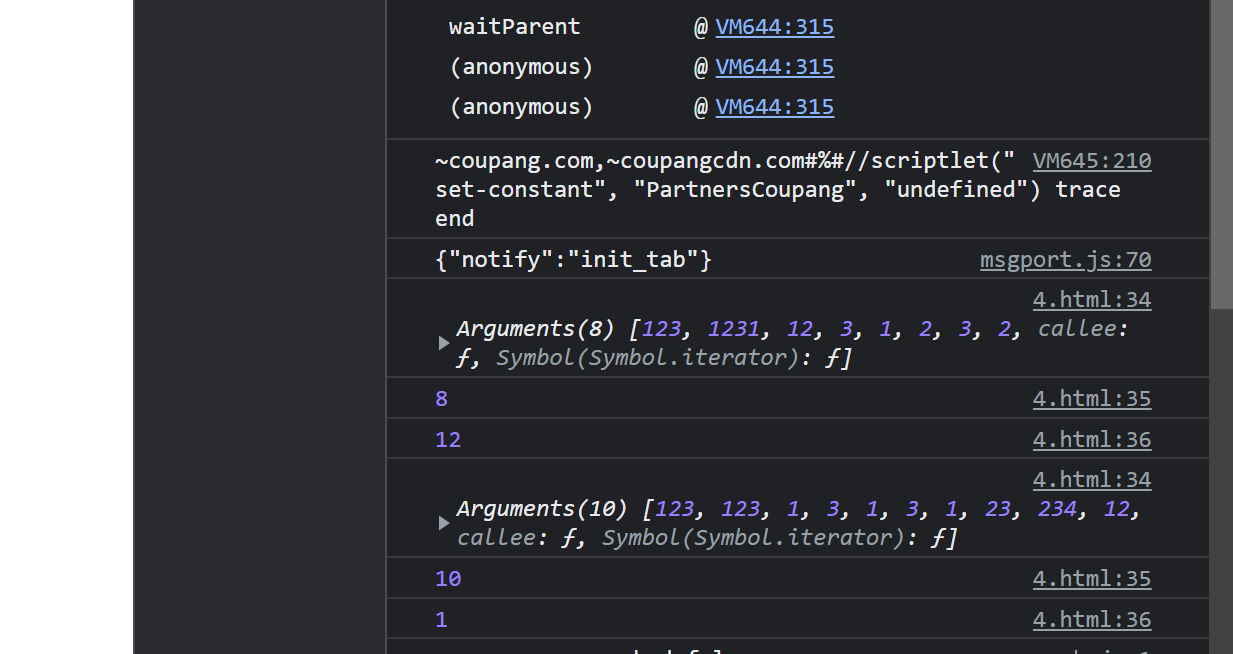 waitParent @ VM644:315
(anonymous) @ VM644:315
(anonymous) @ VM644:315
~coupang.com,~coupangcdn.com#%#//scriptlet(" VM645:210
set-constant", "PartnersCoupang", "undefined") trace
end
{"notify":"init_tab"} msgport.js:70
4.html:34
Arguments(8) [123, 1231, 12, 3, 1, 2, 3, 2, callee:
ƒ, Symbol(Symbol.iterator): ƒ]
8 4.html:35
12 4.html:36
4.html:34
Arguments(10) [123, 123, 1, 3, 1, 3, 1, 23, 234, 12,
callee: ƒ, Symbol(Symbol.iterator): ƒ]
10 4.html:35
1 4.html:36